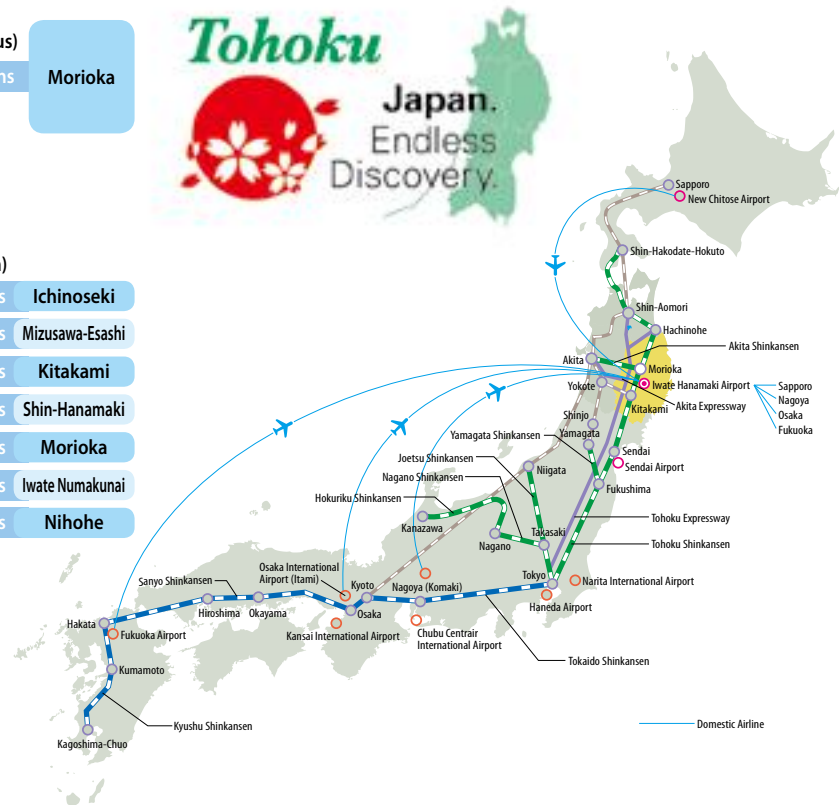 us)
ns
Morioka
Tohoku
Japan.
Endless
Discovery.
)
s Ichinoseki
s Mizusawa-Esashi
s Kitakami
s Shin-Hanamaki
s Morioka
s Iwate Numakunai
s Nihohe
Sapporo
New Chitose Airport
Shin-Hakodate-Hokuto
Shin-Aomori
Hachinohe
Akita Shinkansen
Akita
Morioka
Iwate Hanamaki Airport
Sapporo
Nagoya
Osaka
Fukuoka
Yokote
Akita Expressway
Kitakami
Shinjo
Yamagata Shinkansen
Yamagata
Sendai
Sendai Airport
Joetsu Shinkansen
Niigata
Nagano Shinkansen
Fukushima
Hokuriku Shinkansen
Kanazawa
Tohoku Expressway
Takasaki
Nagano
Tohoku Shinkansen
Osaka International
Airport (Itami)
Kyoto
Nagoya (Komaki)
Tokyo
Narita International Airport
Haneda Airport
Sanyo Shinkansen
Hiroshima
Okayama
Osaka
Kansai International Airport
Chubu Centrair
International Airport
Hakata
Fukuoka Airport
Tokaido Shinkansen
Kumamoto
Kyushu Shinkansen
Kagoshima-Chuo
Domestic Airline